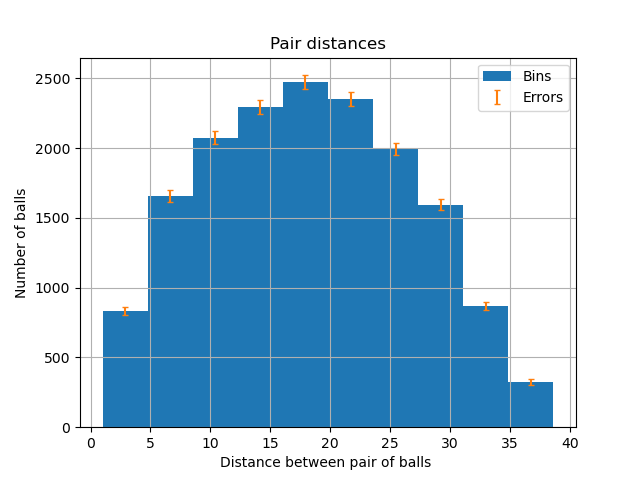 Pair distances
Bins
Errors
Number of balls
2500
2000
1500
1000
500
0
0 5 10 15 20 25 30 35 40
Distance between pair of balls